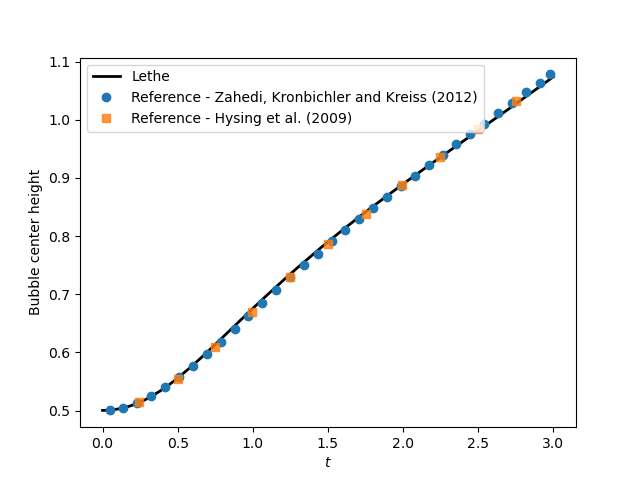 1.1
1.0
0.9
0.8
0.7
0.6
0.5
Bubble center height
Lethe
Reference - Zahedi, Kronbichler and Kreiss (2012)
Reference - Hysing et al. (2009)
0.0 0.5 1.0 1.5 2.0 2.5 3.0
t